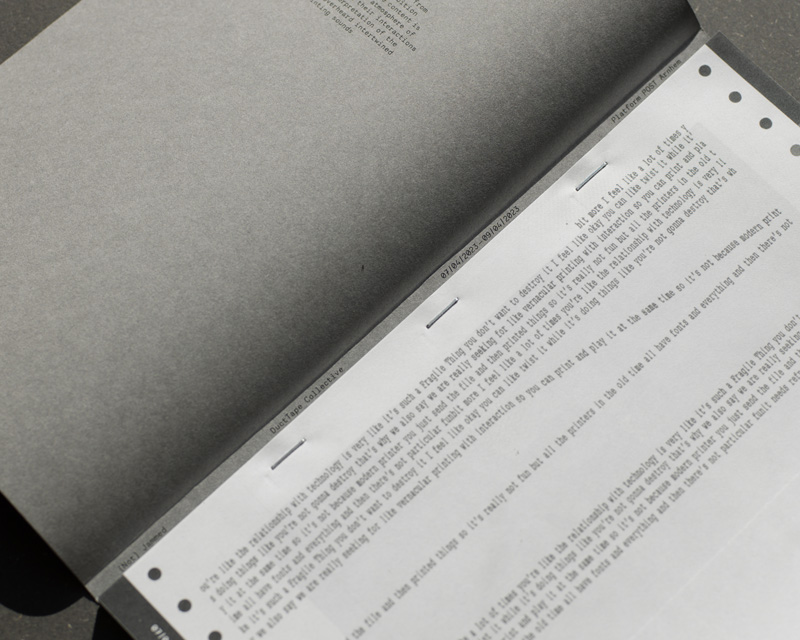 content is
atmosphere of
their interactions
interpretation of the
overheard intertwined
printing sounds
[Not] Jammed
DuctTape Collective
07/04/2023-09/04/2023
Platform POST Arnhem
bit more I feel like a lot of times y
ou're like the relationship with technology is very like it's such a Fragile Thing you don't want to destroy it I feel like okay you can like twist it while it'
s doing things like you're not gonna destroy that's why we also say we are really seeking for like vernacular printing with interaction so you can print and pla
y it at the same time so it's not because modern printer you just send the file and then printed things so it's really not fun but all the printers in the old t
ime all have fonts and everything and then there's not particular funbit more I feel like a lot of times you're like the relationship with technology is very li
ke it's such a Fragile Thing you don't want to destroy it I feel like okay you can like twist it while it's doing things like you're not gonna destroy that's wh
y we also say we are really seeking for like vernacular printing with interaction so you can print and play it at the same time so it's not because modern print
the file and then printed things so it's really not fun but all the printers in the old time all have fonts and everything and then there's not
a lot of times you're like the relationship with technology is very like it's such a Fragile Thing you don't
it while it's doing things like you're not gonna destroy that's why we also say we are really seeking
print and play it at the same time so it's not because modern printer you just send the file and
the old time all have fonts and everything and then there's not particular